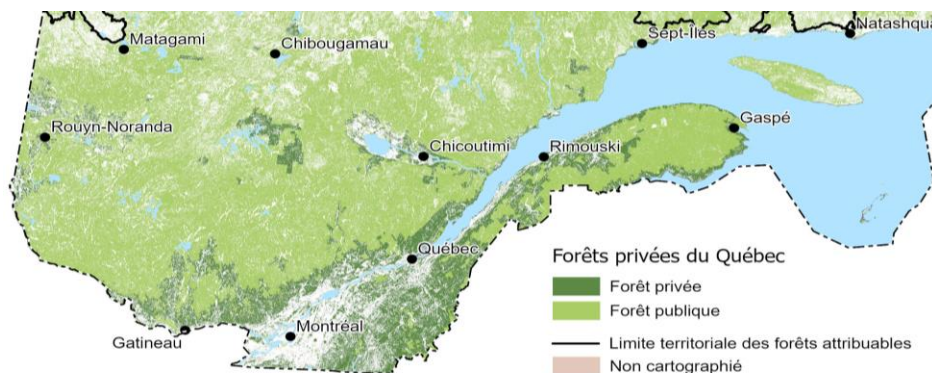 Matagami
Chibougamau
Sept-Îles
Natashqua
Rouyn-Noranda
Chicoutimi
Rimouski
Gaspé
Québec
Gatineau
Montréal
Forêts privées du Québec
Forêt privée
Forêt publique
Limite territoriale des forêts attribuables
Non cartographié